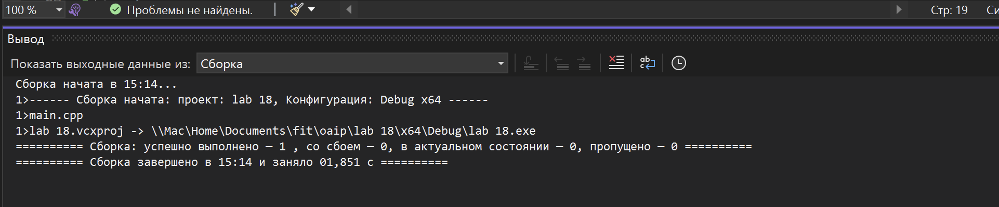 100 %
Проблемы не найдены.
Стр: 19
Си
Вывод
Показать выходные данные из: Сборка
Сборка начата в 15:14...
1>------ Сборка начата: проект: lab 18, Конфигурация: Debug x64 ------
1>main.cpp
1>lab 18.vcxproj -> \\Mac\Home\Documents\fit\oaip\lab 18\x64\Debug\lab 18.exe
========== Сборка: успешно выполнено — 1 , со сбоем — 0, в актуальном состоянии — 0, пропущено — 0 ==========
========== Сборка завершено в 15:14 и заняло 01,851 с ==========